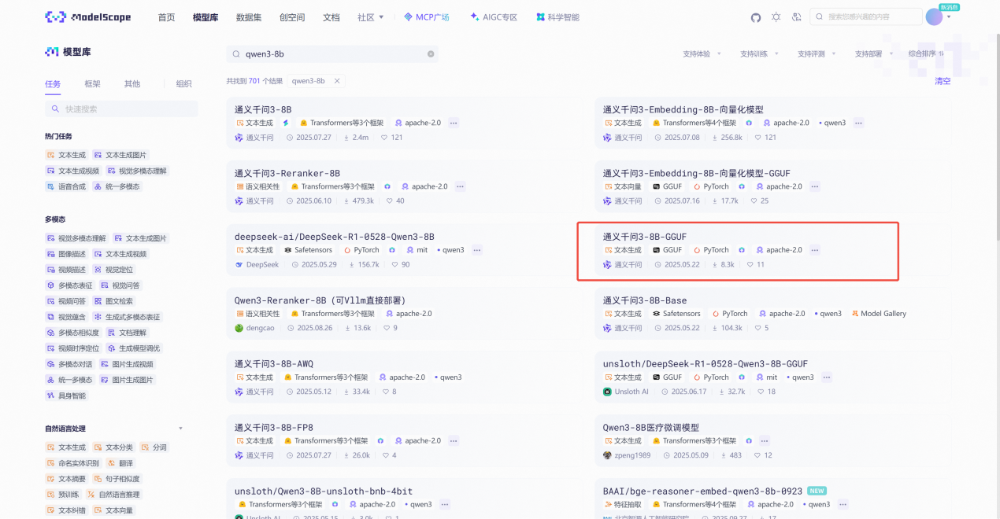 ModelScope 首页 模型库 数据集 创空间 文档 社区 MCP广场 AIGC专区 科学智能 搜索您感兴趣的内容 新消息
模型库
任务 框架 其他 组织
快速搜索
热门任务
文本生成 文本生成图片
文本生成视频 视觉多模态理解
语音合成 统一多模态
多模态
视觉多模态理解 文本生成图片
图像描述 文本生成视频
视频描述 视觉定位
多模态表征 视觉问答
视频问答 图文检索
视觉蕴含 生成式多模态表征
多模态相似度 文档理解
视频时序定位 生成模型调优
多模态对话 图片生成视频
统一多模态 图片生成图片
具身智能
自然语言处理
文本生成 文本分类 分词
命名实体识别 翻译
文本摘要 句子相似度
预训练 自然语言推理
文本纠错 文本向量
qwen3-8b 支持体验 支持训练 支持评测 支持部署 综合排序
共找到 701 个结果 qwen3-8b 清空
通义千问3-8B
文本生成 Transformers等3个框架 apache-2.0 ...
通义千问 2025.07.27 2.4m 121
通义千问3-Embedding-8B-向量化模型
文本生成 Transformers等4个框架 apache-2.0 • qwen3 ...
通义千问 2025.07.08 256.8k 121
通义千问3-Reranker-8B
语义相关性 Transformers等3个框架 apache-2.0 ...
通义千问 2025.06.10 479.3k 40
通义千问3-Embedding-8B-向量化模型-GGUF
文本向量 GGUF PyTorch apache-2.0 ...
通义千问 2025.07.16 17.7k 25
deepseek-ai/DeepSeek-R1-0528-Qwen3-8B
文本生成 Safetensors PyTorch mit • qwen3 ...
DeepSeek 2025.05.29 156.7k 90
通义千问3-8B-GGUF
文本生成 GGUF PyTorch apache-2.0 ...
通义千问 2025.05.22 8.3k 11
Qwen3-Reranker-8B (可Vllm直接部署)
语义相关性 Transformers等3个框架 apache-2.0
dengcao 2025.08.26 13.6k 9
通义千问3-8B-Base
文本生成 Safetensors PyTorch apache-2.0 • qwen3 Model Gallery
通义千问 2025.05.22 104.3k 5
通义千问3-8B-AWQ
文本生成 Transformers等3个框架 apache-2.0 • qwen3
通义千问 2025.05.12 33.4k 8
unsloth/DeepSeek-R1-0528-Qwen3-8B-GGUF
文本生成 GGUF PyTorch mit • qwen3 ...
Unsloth AI 2025.06.17 32.7k 18
通义千问3-8B-FP8
文本生成 Transformers等3个框架 apache-2.0 ...
通义千问 2025.07.27 26.0k 4
Qwen3-8B医疗微调模型
文本生成 Transformers等3个框架 apache-2.0 ...
zpeng1989 2025.05.09 483 12
unsloth/Qwen3-8B-unsloth-bnb-4bit
Transformers等3个框架 apache-2.0 • qwen3 ...
Unsloth AI 2025.05.15 3.0k 1
BAAI/bge-reasoner-embed-qwen3-8b-0923 NEW
特征抽取 Transformers等4个框架 apache-2.0 • qwen3 ...
北京智源人工智能研究院 2025.09.27 17